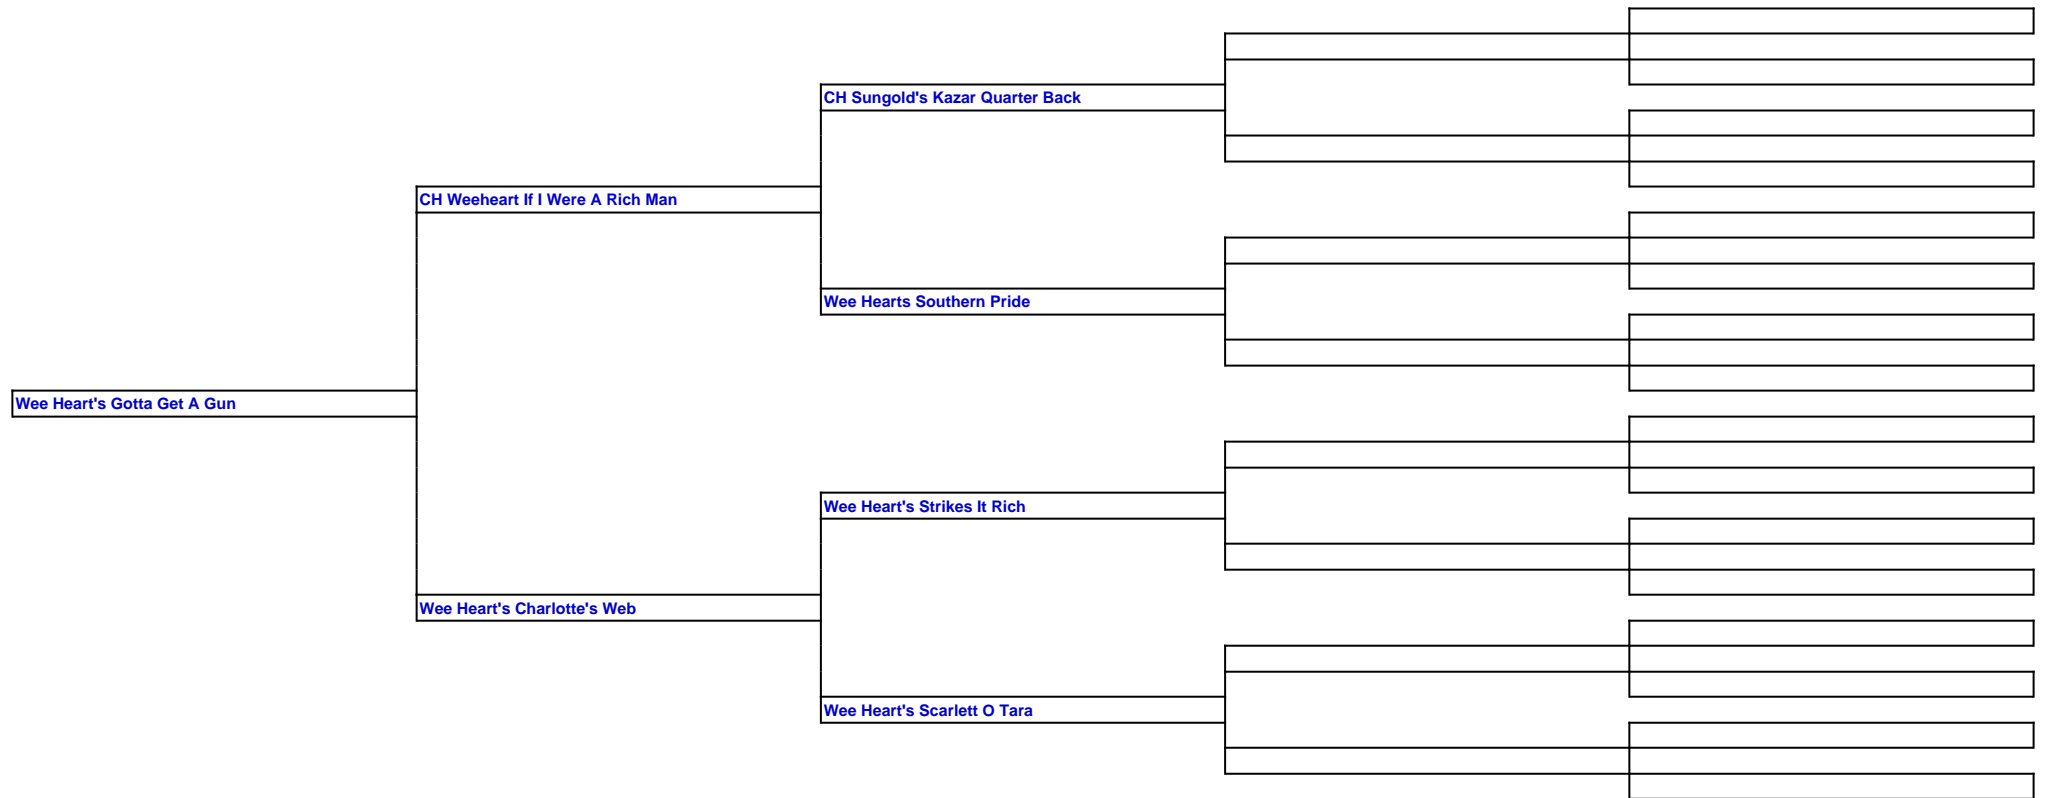 CH Sungold's Kazar Quarter Back
CH Weeheart If I Were A Rich Man
Wee Hearts Southern Pride
Wee Heart's Gotta Get A Gun
Wee Heart's Strikes It Rich
Wee Heart's Charlotte's Web
Wee Heart's Scarlett O Tara